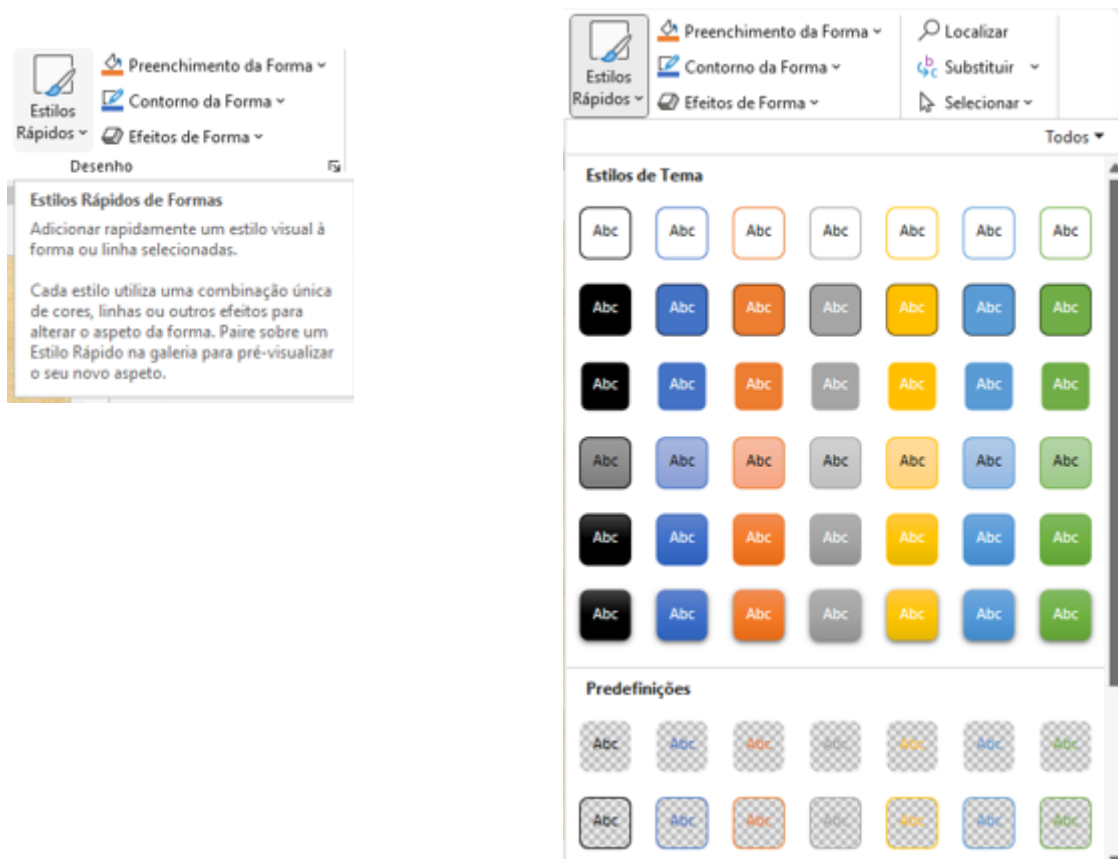 Preenchimento da Forma
Contorno da Forma
Efeitos de Forma
Estilos
Rápidos
Desenho
Estilos Rápidos de Formas
Adicionar rapidamente um estilo visual à
forma ou linha selecionadas.
Cada estilo utiliza uma combinação única
de cores, linhas ou outros efeitos para
alterar o aspeto da forma. Paire sobre um
Estilo Rápido na galeria para pré-visualizar
o seu novo aspeto.
Preenchimento da Forma
Contorno da Forma
Efeitos de Forma
Estilos
Rápidos
Localizar
Substituir
Selecionar
Todos
Estilos de Tema
Abc Abc Abc Abc Abc Abc Abc
Abc Abc Abc Abc Abc Abc Abc
Abc Abc Abc Abc Abc Abc Abc
Abc Abc Abc Abc Abc Abc Abc
Abc Abc Abc Abc Abc Abc Abc
Abc Abc Abc Abc Abc Abc Abc
Predefinições
Abc Abc Abc Abc Abc Abc Abc
Abc Abc Abc Abc Abc Abc Abc